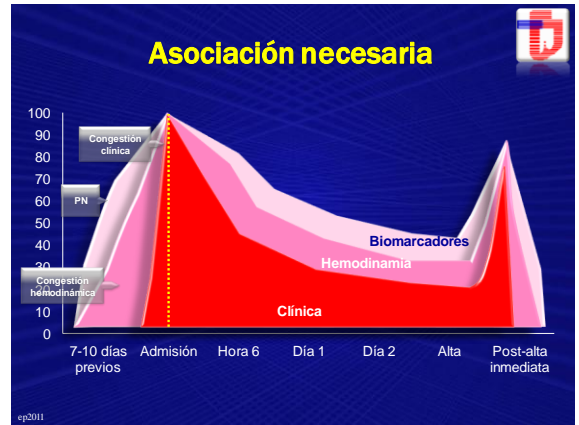 Asociación necesaria
100
90
80
70
60
50
40
30
20
10
0
Congestión
clínica
PN
Congestión
hemodinámica
Biomarcadores
Hemodinamía
Clínica
7-10 días
previos
Admisión
Hora 6
Día 1
Día 2
Alta
Post-alta
inmediata
ep2011